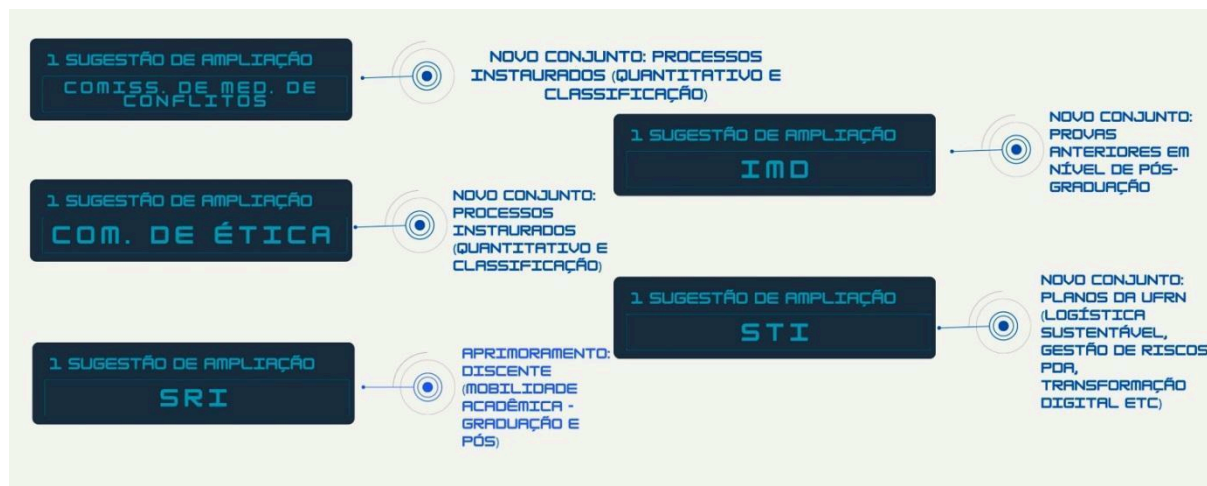 1 SUGESTÃO DE AMPLIAÇÃO
COMISS. DE MED. DE
CONFLITOS
NOVO CONJUNTO: PROCESSOS
INSTAURADOS (QUANTITATIVO E
CLASSIFICAÇÃO)
1 SUGESTÃO DE AMPLIAÇÃO
IMD
NOVO CONJUNTO:
PROVAS
ANTERIORES EM
NÍVEL DE PÓS-
GRADUAÇÃO
1 SUGESTÃO DE AMPLIAÇÃO
COM. DE ÉTICA
NOVO CONJUNTO:
PROCESSOS
INSTAURADOS
(QUANTITATIVO E
CLASSIFICAÇÃO)
1 SUGESTÃO DE AMPLIAÇÃO
STI
NOVO CONJUNTO:
PLANOS DA UFRN
(LOGÍSTICA
SUSTENTÁVEL,
GESTÃO DE RISCOS
PDA,
TRANSFORMAÇÃO
DIGITAL ETC)
1 SUGESTÃO DE AMPLIAÇÃO
SRI
APRIMORAMENTO:
DISCENTE
(MOBILIDADE
ACADÊMICA -
GRADUAÇÃO E
PÓS)